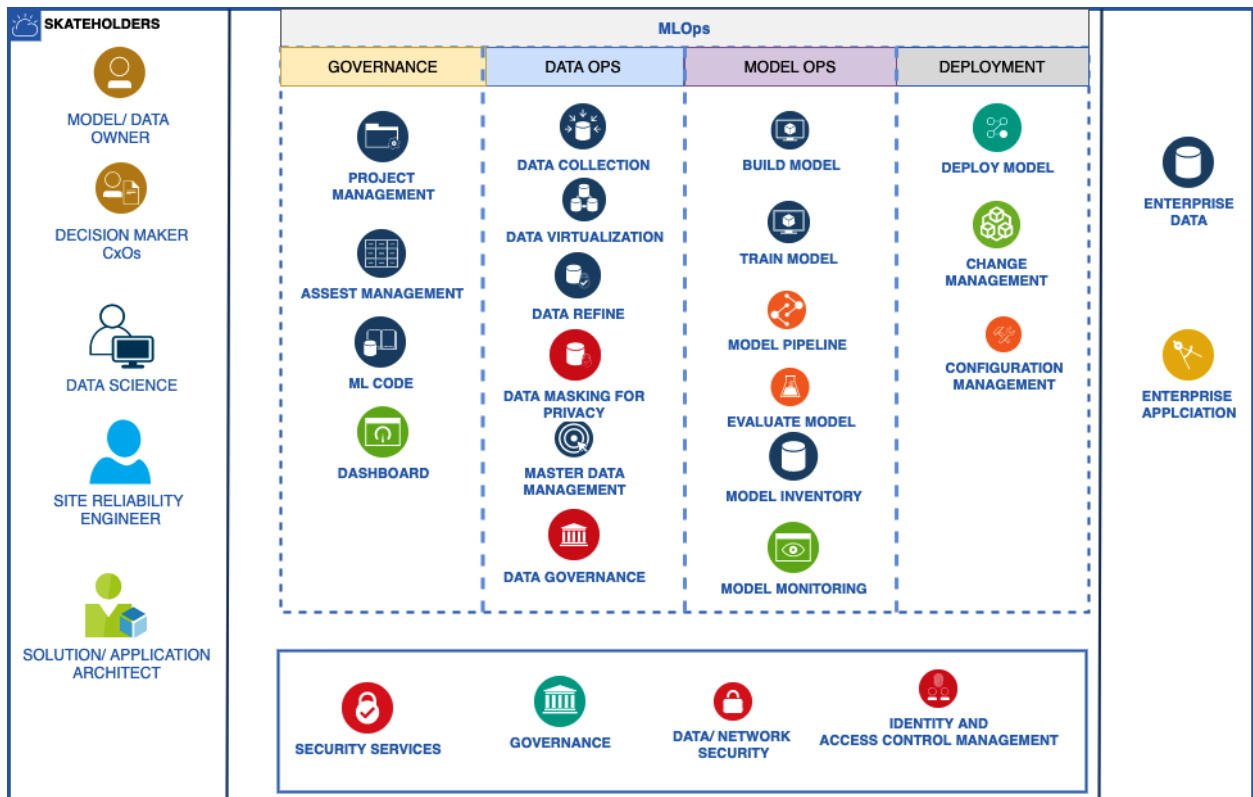 SKATEHOLDERS
MODEL/ DATA
OWNER
DECISION MAKER
CxOs
DATA SCIENCE
SITE RELIABILITY
ENGINEER
SOLUTION/ APPLICATION
ARCHITECT
MLOps
GOVERNANCE
PROJECT
MANAGEMENT
ASSEST MANAGEMENT
ML CODE
DASHBOARD
DATA OPS
DATA COLLECTION
DATA VIRTUALIZATION
DATA REFINE
DATA MASKING FOR
PRIVACY
MASTER DATA
MANAGEMENT
DATA GOVERNANCE
MODEL OPS
BUILD MODEL
TRAIN MODEL
MODEL PIPELINE
EVALUATE MODEL
MODEL INVENTORY
MODEL MONITORING
DEPLOYMENT
DEPLOY MODEL
CHANGE
MANAGEMENT
CONFIGURATION
MANAGEMENT
SECURITY SERVICES
GOVERNANCE
DATA/ NETWORK
SECURITY
IDENTITY AND
ACCESS CONTROL MANAGEMENT
ENTERPRISE
DATA
ENTERPRISE
APPLCIATION